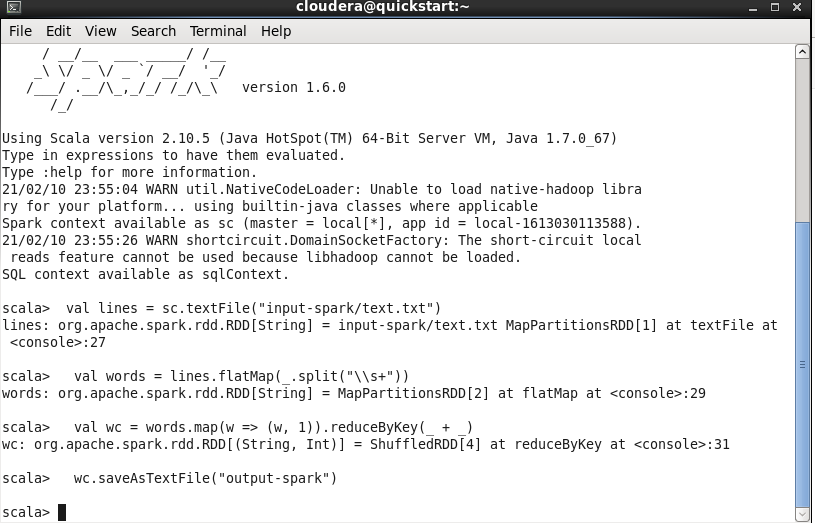 cloudera@quickstart:~
File Edit View Search Terminal Help
    / __/__  ___ _____/ /__
    _\ \/ _ \/ _ `/ __/  '_/
   /___/ .__/\_,_/_/ /_/\_\   version 1.6.0
      /_/
Using Scala version 2.10.5 (Java HotSpot(TM) 64-Bit Server VM, Java 1.7.0_67)
Type in expressions to have them evaluated.
Type :help for more information.
21/02/10 23:55:04 WARN util.NativeCodeLoader: Unable to load native-hadoop libra
ry for your platform... using builtin-java classes where applicable
Spark context available as sc (master = local[*], app id = local-1613030113588).
21/02/10 23:55:26 WARN shortcircuit.DomainSocketFactory: The short-circuit local
 reads feature cannot be used because libhadoop cannot be loaded.
SQL context available as sqlContext.
scala>  val lines = sc.textFile("input-spark/text.txt")
lines: org.apache.spark.rdd.RDD[String] = input-spark/text.txt MapPartitionsRDD[1] at textFile at
 <console>:27
scala>   val words = lines.flatMap(_.split("\\s+"))
words: org.apache.spark.rdd.RDD[String] = MapPartitionsRDD[2] at flatMap at <console>:29
scala>   val wc = words.map(w => (w, 1)).reduceByKey(_ + _)
wc: org.apache.spark.rdd.RDD[(String, Int)] = ShuffledRDD[4] at reduceByKey at <console>:31
scala>   wc.saveAsTextFile("output-spark")
scala>